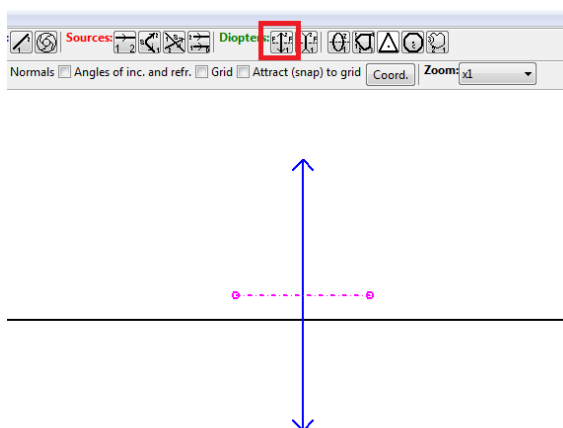 Sources: Diopters:
Normals Angles of inc. and refr. Grid Attract (snap) to grid Coord. Zoom: x1